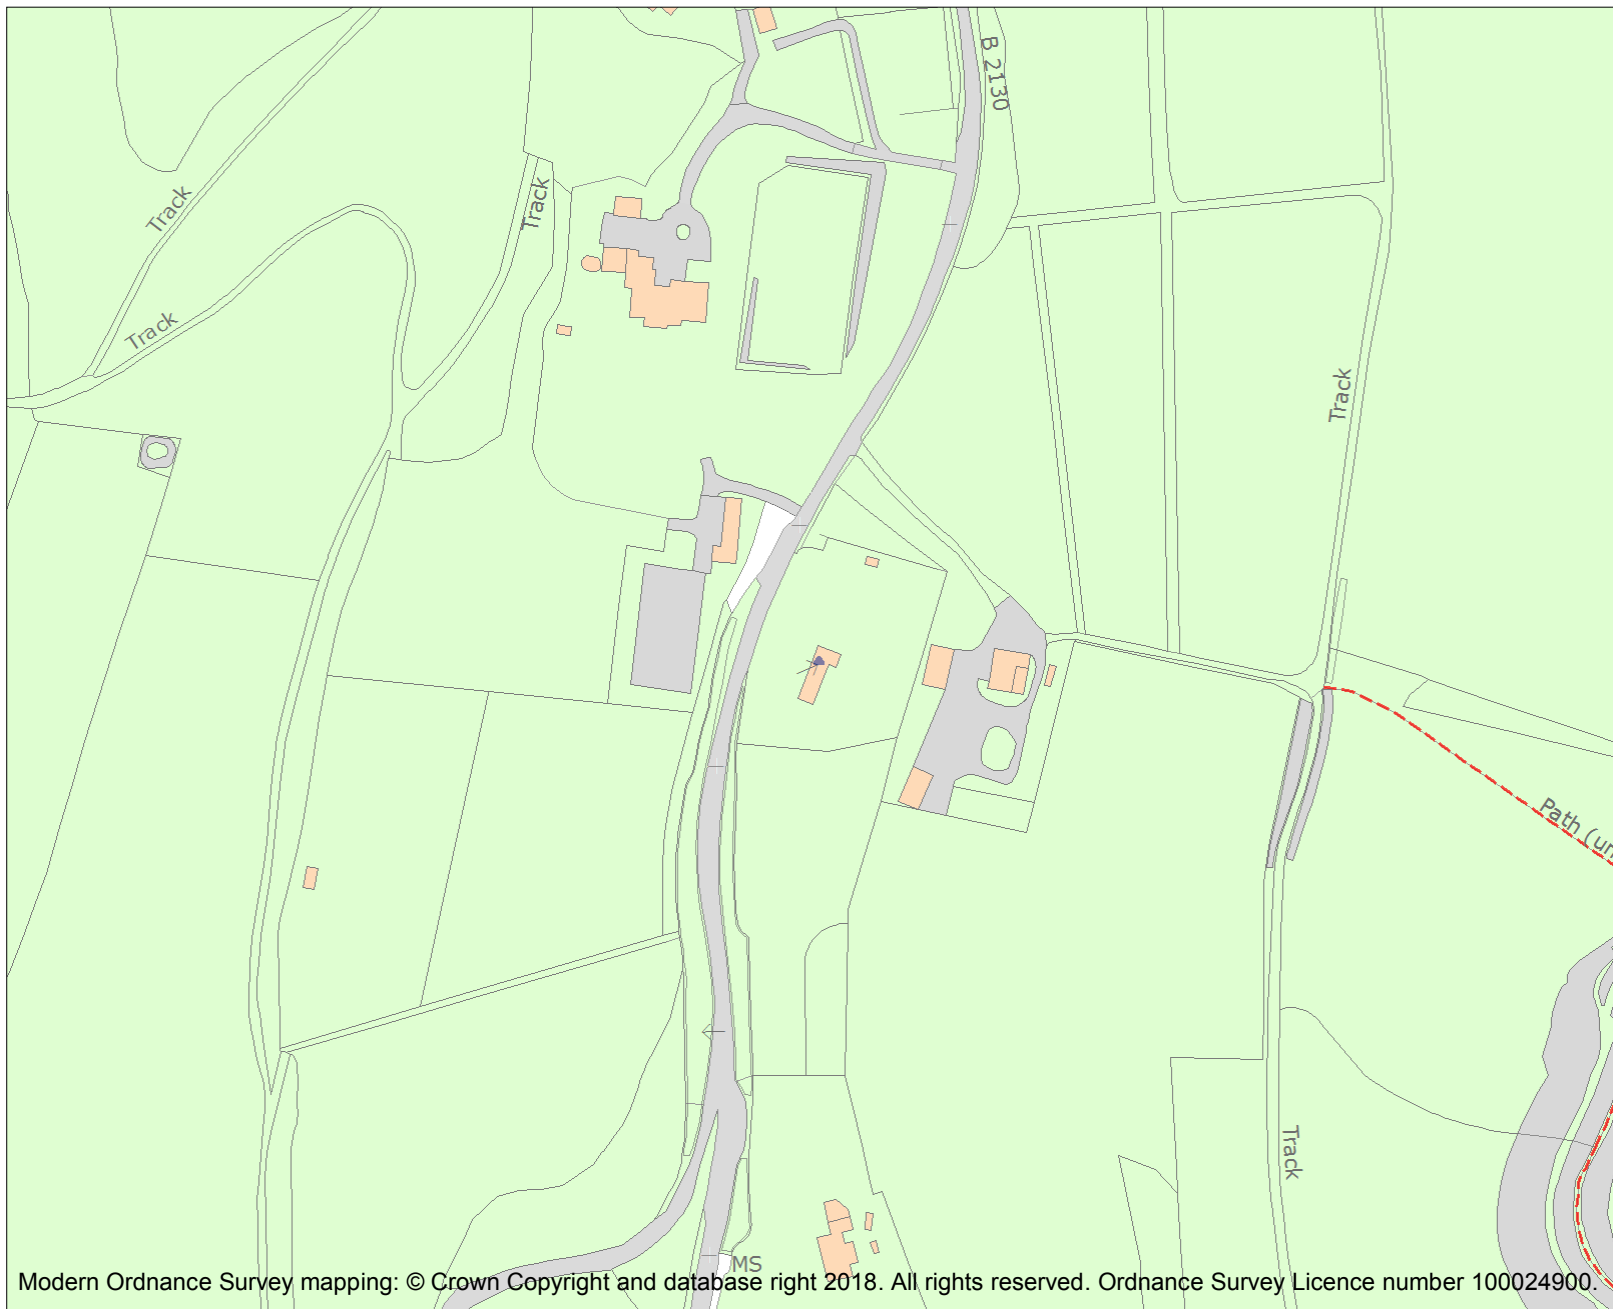 B 2130
Track
Track
Track
Track
Path (un
Track
MS
Modern Ordnance Survey mapping: © Crown Copyright and database right 2018. All rights reserved. Ordnance Survey Licence number 100024900.